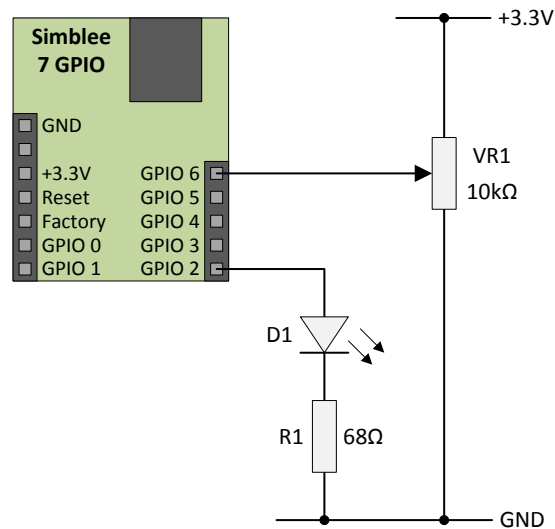 Simblee
7 GPIO
GND
+3.3V
Reset
Factory
GPIO 0
GPIO 1
GPIO 6
GPIO 5
GPIO 4
GPIO 3
GPIO 2
+3.3V
VR1
10kΩ
D1
R1
68Ω
GND